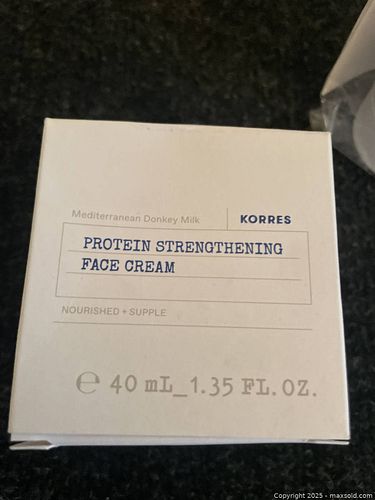 Mediterranean Donkey Milk
KORRES
PROTEIN STRENGTHENING
FACE CREAM
NOURISHED + SUPPLE
℮ 40 mL_1.35 FL.OZ.
Copyright 2025 - maxsold.com